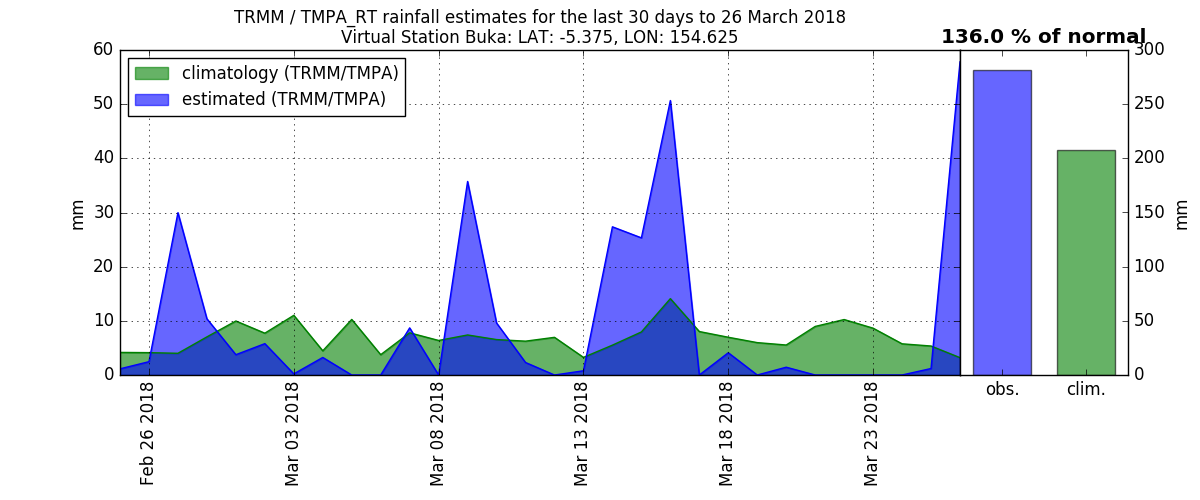 TRMM / TMPA_RT rainfall estimates for the last 30 days to 26 March 2018
Virtual Station Buka: LAT: -5.375, LON: 154.625
136.0 % of normal
climatology (TRMM/TMPA)
estimated (TRMM/TMPA)
60
50
40
30
20
10
0
mm
Feb 26 2018
Mar 03 2018
Mar 08 2018
Mar 13 2018
Mar 18 2018
Mar 23 2018
obs.
clim.
300
250
200
150
100
50
0
mm